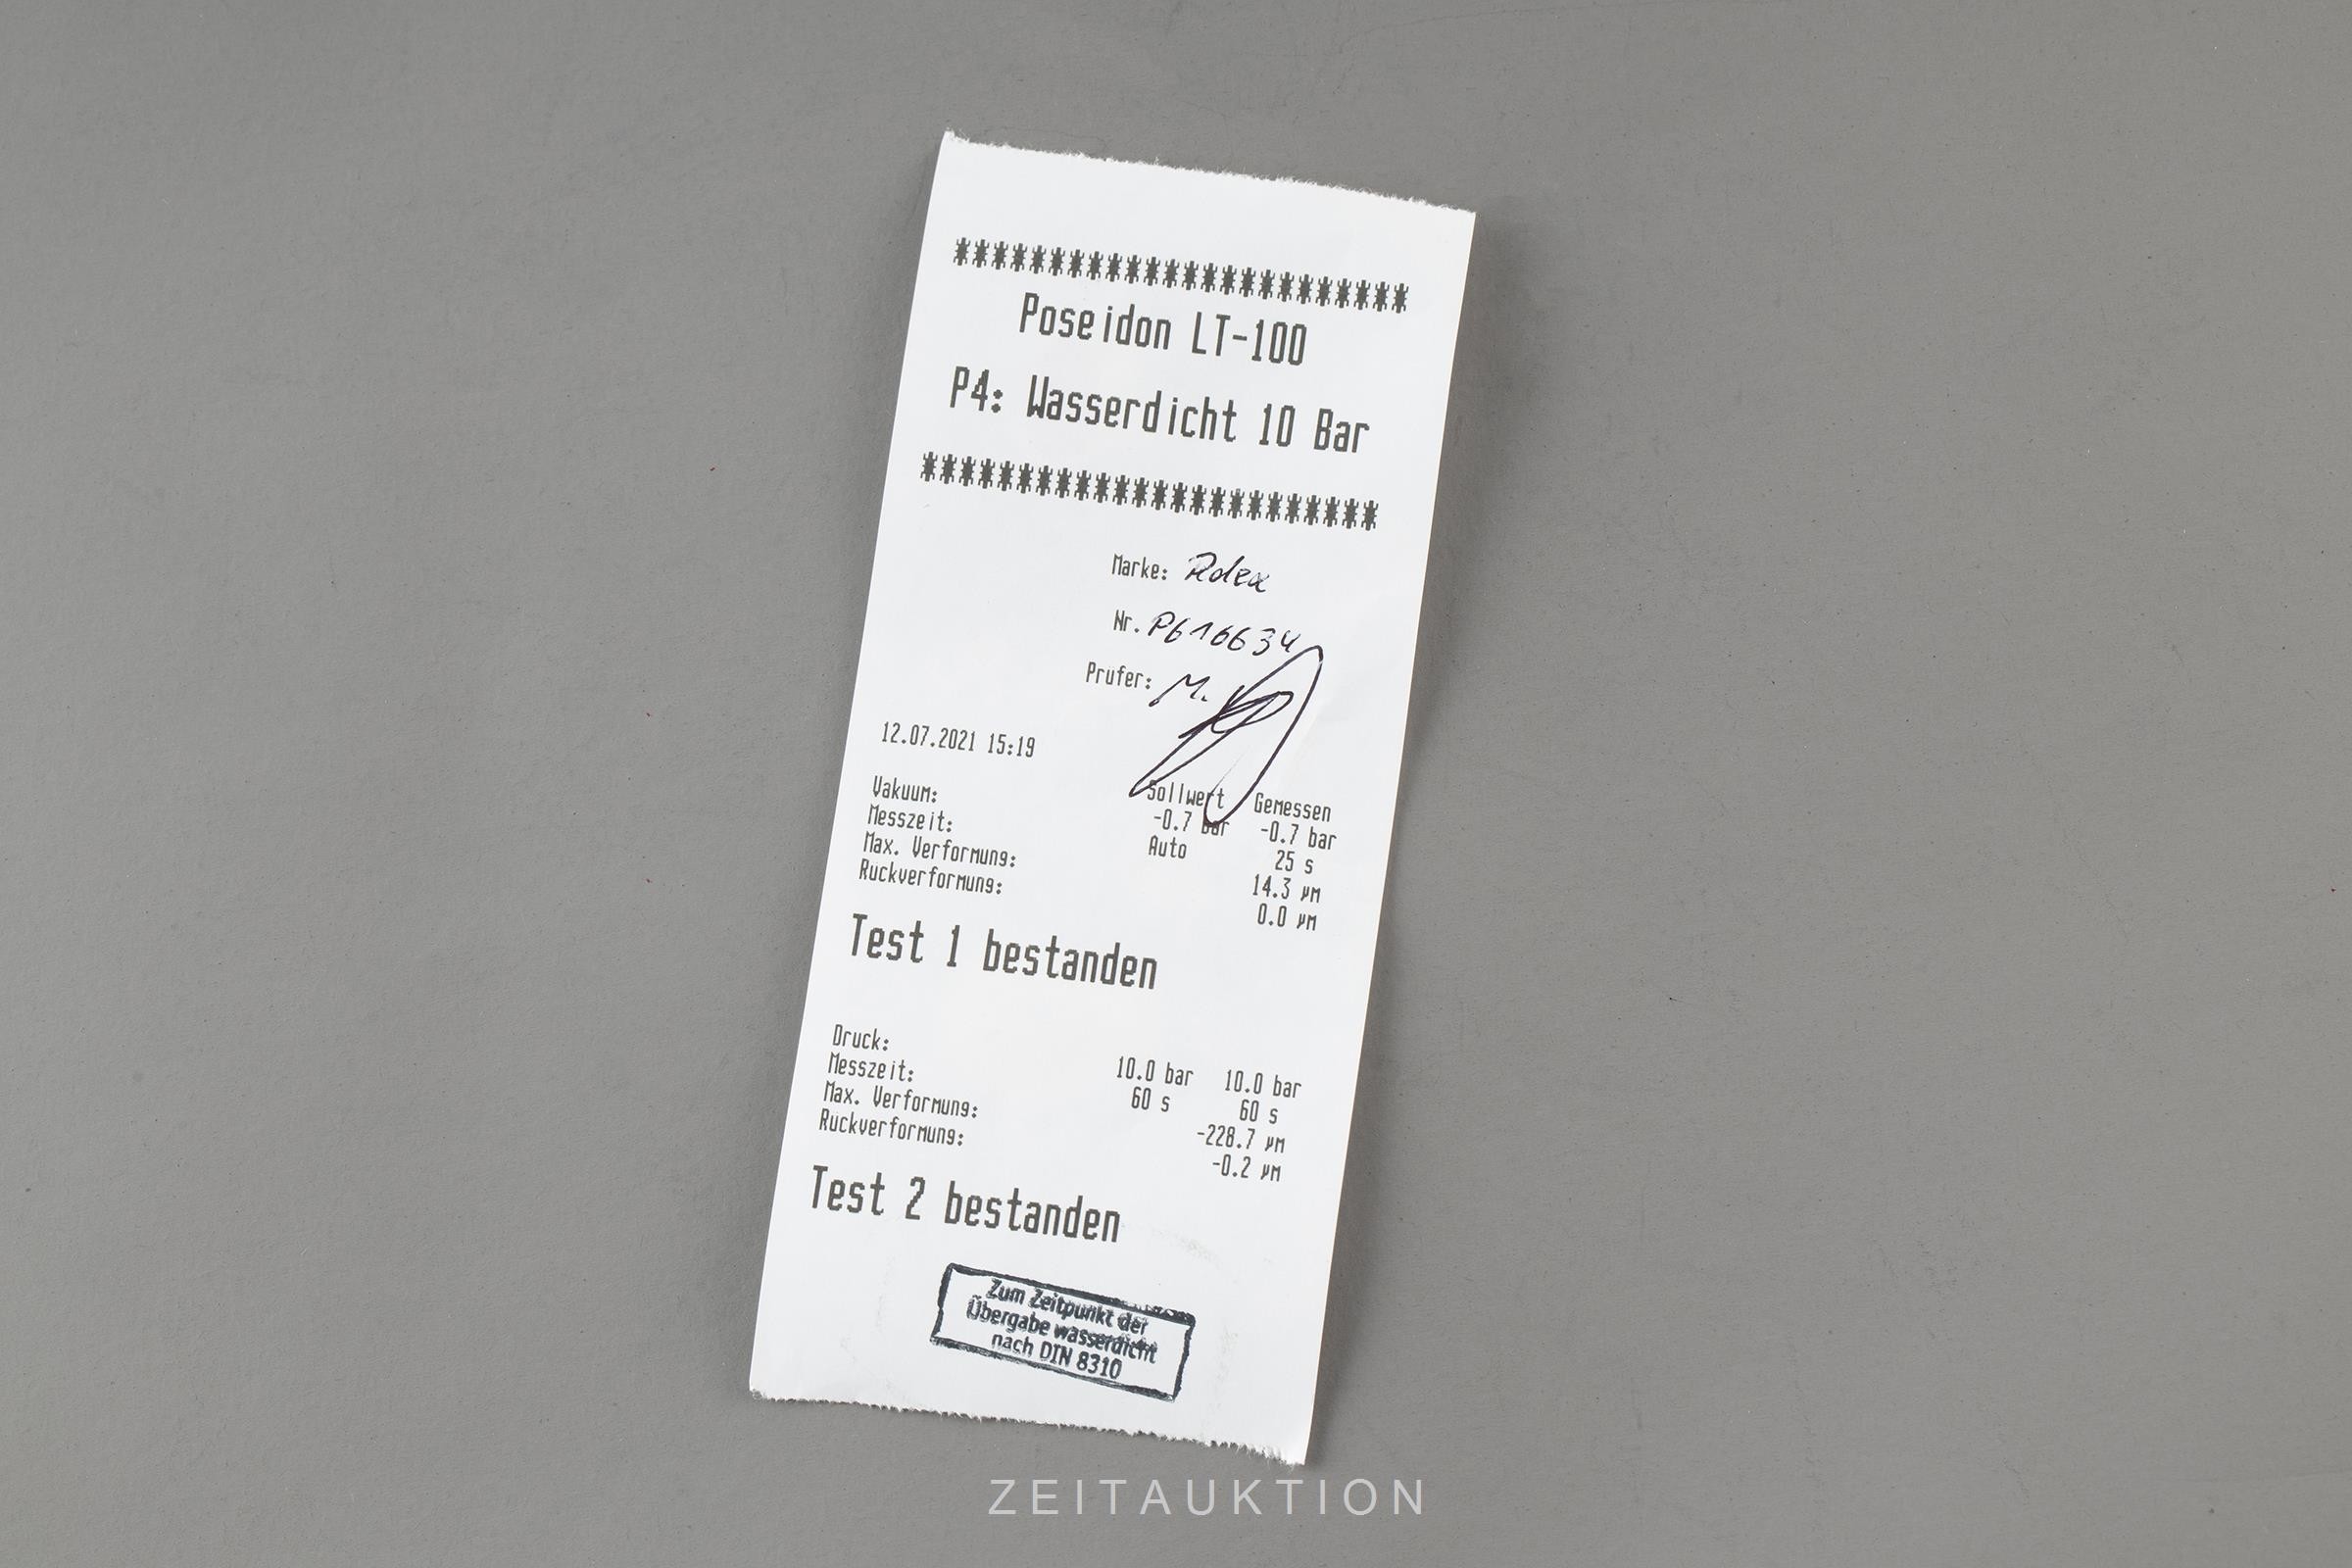 ************************
Poseidon LT-100
P4: Wasserdicht 10 Bar
************************
Marke: Rolex
Nr. P616634
Prüfer: M.
12.07.2021 15:19
Sollwert Gemessen
Vakuum: -0.7 bar -0.7 bar
Messzeit: Auto 25 s
Max. Verformung: 14.3 µm
Rückverformung: 0.0 µm
Test 1 bestanden
Druck: 10.0 bar 10.0 bar
Messzeit: 60 s 60 s
Max. Verformung: -228.7 µm
Rückverformung: -0.2 µm
Test 2 bestanden
Zum Zeitpunkt der
Übergabe wasserdicht
nach DIN 8310
ZEITAUKTION